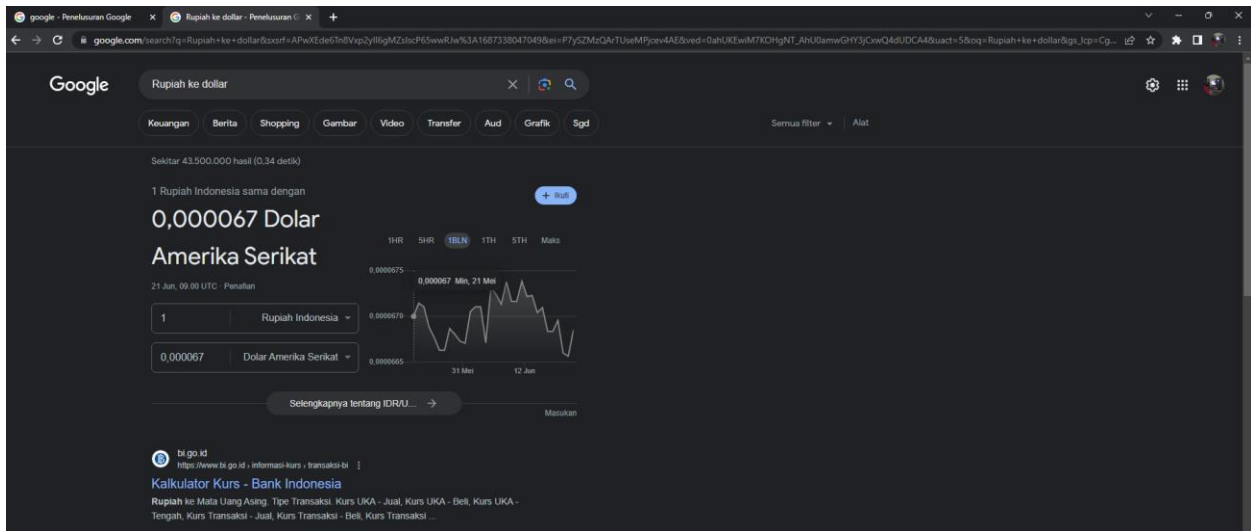 google - Penelusuran Google
Rupiah ke dollar - Penelusuran G
google.com/search?q=Rupiah+ke+dollar&
Google
Rupiah ke dollar
Keuangan Berita Shopping Gambar Video Transfer Aud Grafik Sgd
Semua filter Alat
Sekitar 43.500.000 hasil (0,34 detik)
1 Rupiah Indonesia sama dengan
+ Ikuti
0,000067 Dolar
Amerika Serikat
21 Jun, 09.00 UTC · Penafian
1 Rupiah Indonesia
0,000067 Dolar Amerika Serikat
1HR 5HR 1BLN 1TH 5TH Maks
0,0000675
0,000067 Min, 21 Mei
0,0000670
0,0000665
31 Mei 12 Jun
Selengkapnya tentang IDR/U... →
Masukan
bi.go.id
https://www.bi.go.id › informasi-kurs › transaksi-bi
Kalkulator Kurs - Bank Indonesia
Rupiah ke Mata Uang Asing. Tipe Transaksi. Kurs UKA - Jual, Kurs UKA - Beli, Kurs UKA -
Tengah, Kurs Transaksi - Jual, Kurs Transaksi - Beli, Kurs Transaksi ...